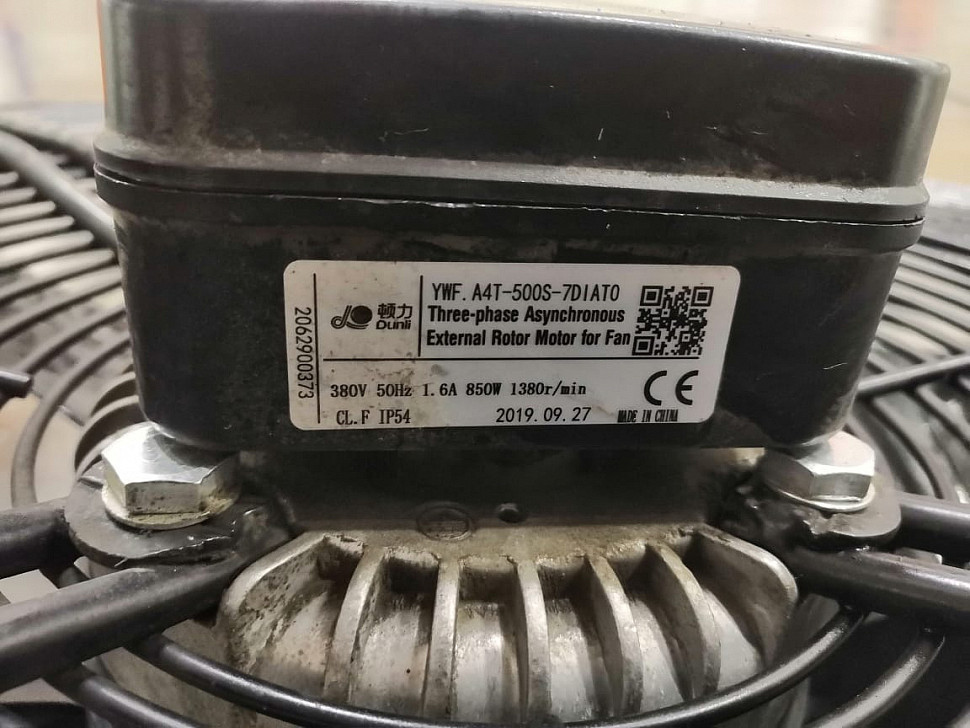 2062900373
顿力
Dunli
YWF. A4T-500S-7DIAT0
Three-phase Asynchronous
External Rotor Motor for Fan
380V 50Hz 1.6A 850W 1380r/min
CL.F IP54
2019.09.27
CE
MADE IN CHINA